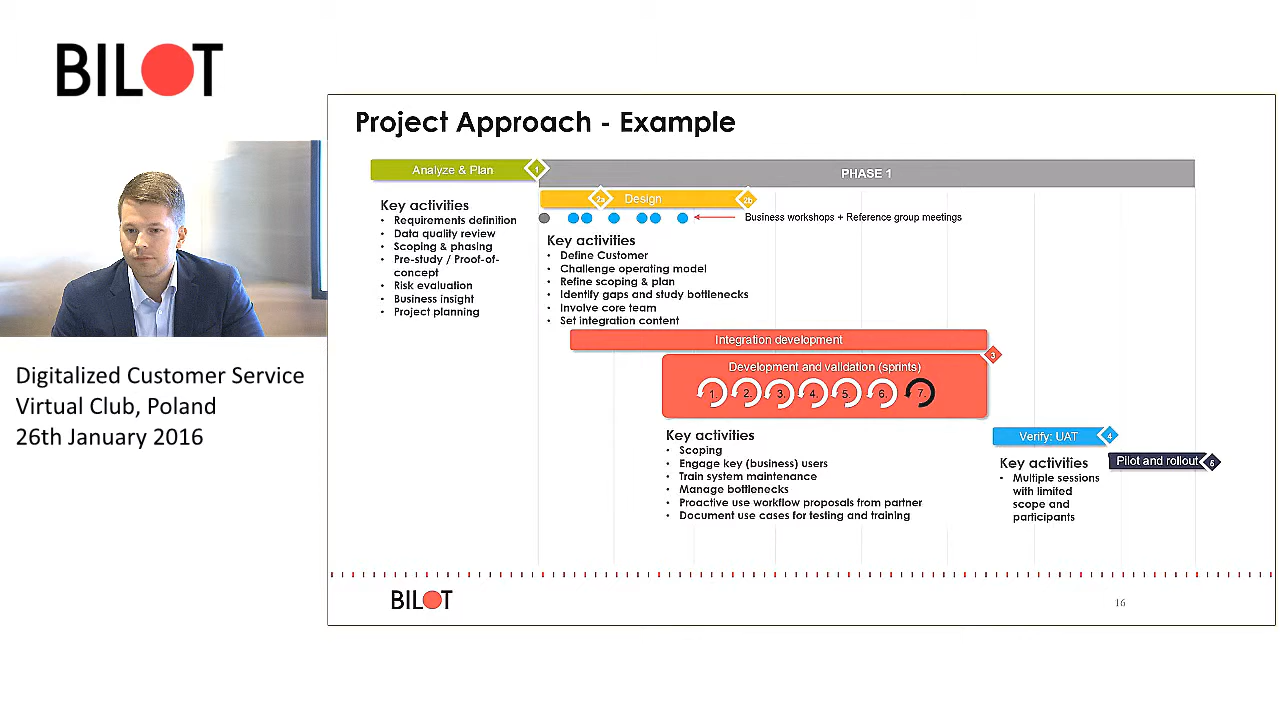 BILOT
Digitalized Customer Service
Virtual Club, Poland
26th January 2016
Project Approach - Example
Analyze & Plan
1
PHASE 1
Key activities
• Requirements definition
• Data quality review
• Scoping & phasing
• Pre-study / Proof-of-
concept
• Risk evaluation
• Business insight
• Project planning
2a
Design
2b
Business workshops + Reference group meetings
Key activities
• Define Customer
• Challenge operating model
• Refine scoping & plan
• Identify gaps and study bottlenecks
• Involve core team
• Set integration content
Integration development
3
Development and validation (sprints)
1. 2. 3. 4. 5. 6. 7.
Key activities
• Scoping
• Engage key (business) users
• Train system maintenance
• Manage bottlenecks
• Proactive use workflow proposals from partner
• Document use cases for testing and training
Verify: UAT
4
Key activities
• Multiple sessions
with limited
scope and
participants
Pilot and rollout
5
BILOT
16